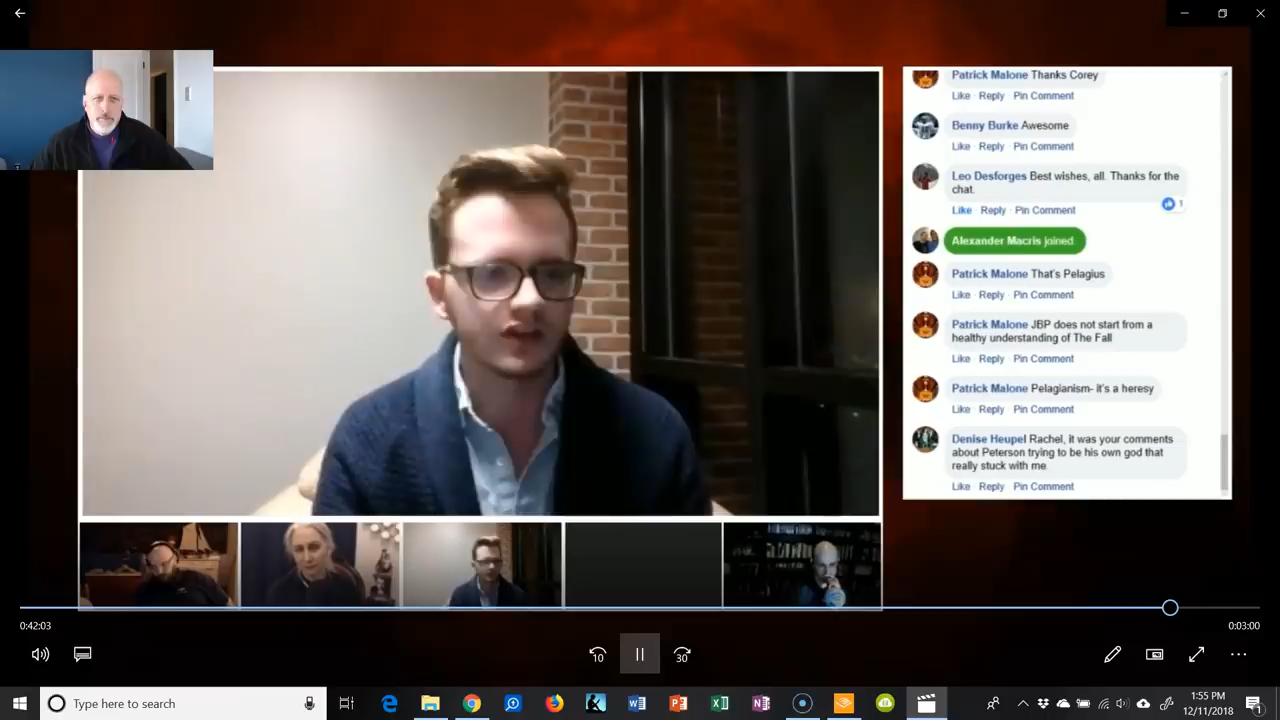 Patrick Malone Thanks Corey
Like · Reply · Pin Comment
Benny Burke Awesome
Like · Reply · Pin Comment
Leo Desforges Best wishes, all. Thanks for the
chat.
Like · Reply · Pin Comment
1
Alexander Macris joined
Patrick Malone That's Pelagius
Like · Reply · Pin Comment
Patrick Malone JBP does not start from a
healthy understanding of The Fall
Like · Reply · Pin Comment
Patrick Malone Pelagianism- it's a heresy
Like · Reply · Pin Comment
Denise Heupel Rachel, it was your comments
about Peterson trying to be his own god that
really stuck with me
Like · Reply · Pin Comment
0:42:03
0:03:00
10
30
Type here to search
1:55 PM
12/11/2018
1